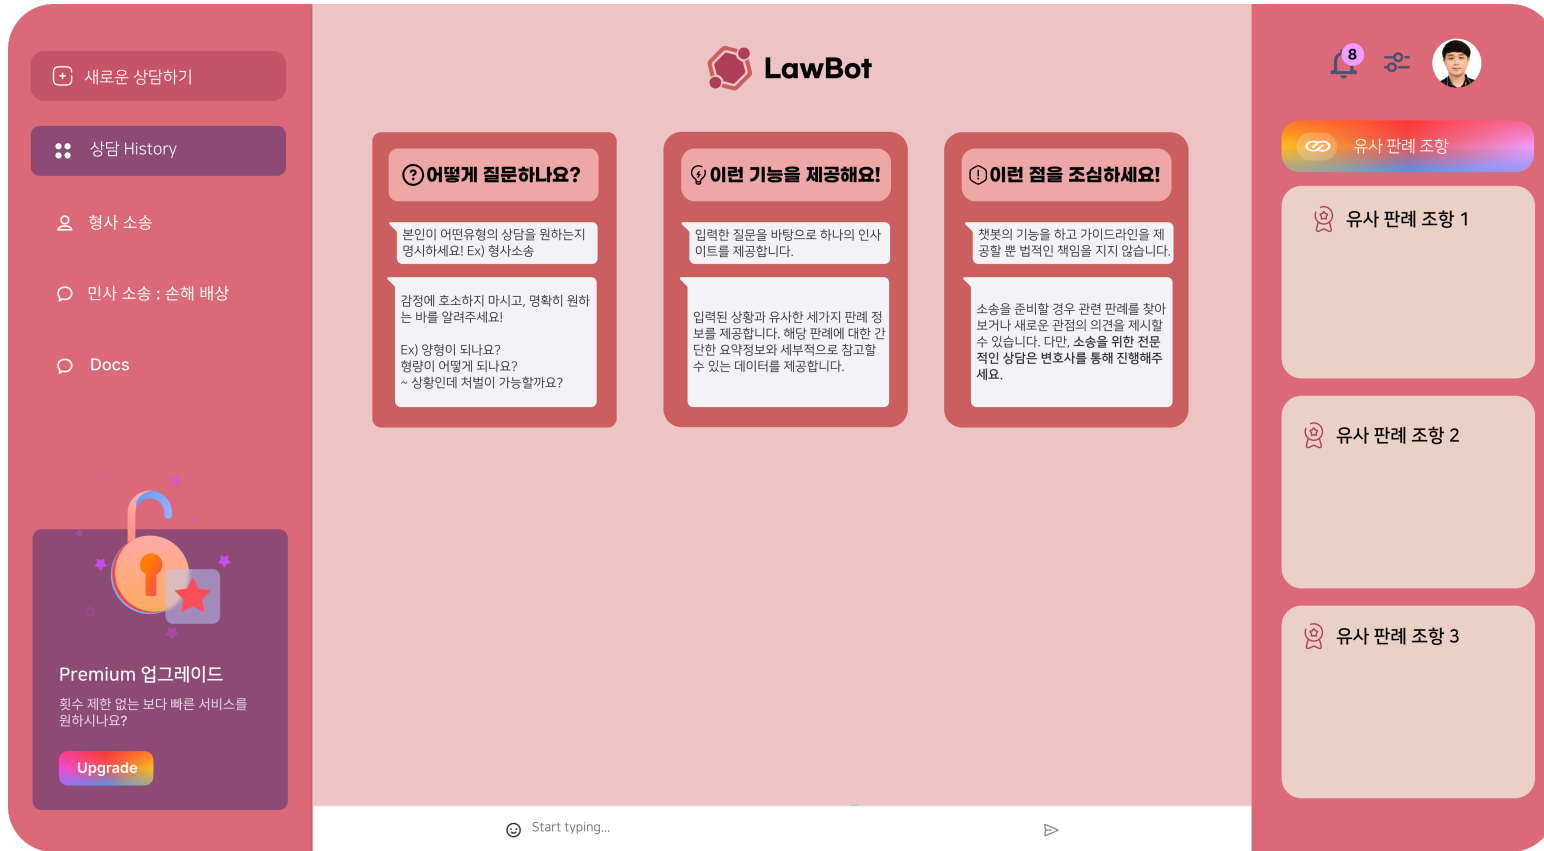 새로운 상담하기
상담 History
형사 소송
민사 소송 : 손해 배상
Docs
Premium 업그레이드
횟수 제한 없는 보다 빠른 서비스를
원하시나요?
Upgrade
LawBot
어떻게 질문하나요?
본인이 어떤유형의 상담을 원하는지
명시하세요! Ex) 형사소송
감정에 호소하지 마시고, 명확히 원하
는 바를 알려주세요!
Ex) 양형이 되나요?
형량이 어떻게 되나요?
~ 상황인데 처벌이 가능할까요?
이런 기능을 제공해요!
입력한 질문을 바탕으로 하나의 인사
이트를 제공합니다.
입력된 상황과 유사한 세가지 판례 정
보를 제공합니다. 해당 판례에 대한 간
단한 요약정보와 세부적으로 참고할
수 있는 데이터를 제공합니다.
이런 점을 조심하세요!
챗봇의 기능을 하고 가이드라인을 제
공할 뿐 법적인 책임을 지지 않습니다.
소송을 준비할 경우 관련 판례를 찾아
보거나 새로운 관점의 의견을 제시할
수 있습니다. 다만, 소송을 위한 전문
적인 상담은 변호사를 통해 진행해주
세요.
Start typing...
8
유사 판례 조항
유사 판례 조항 1
유사 판례 조항 2
유사 판례 조항 3